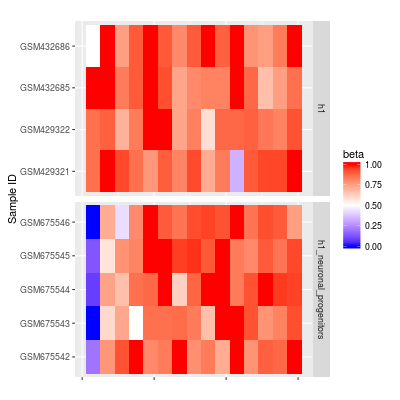 GSM432686
GSM432685
GSM429322
GSM429321
h1
GSM675546
GSM675545
GSM675544
GSM675543
GSM675542
h1_neuronal_progenitors
Sample ID
beta
1.00
0.75
0.50
0.25
0.00